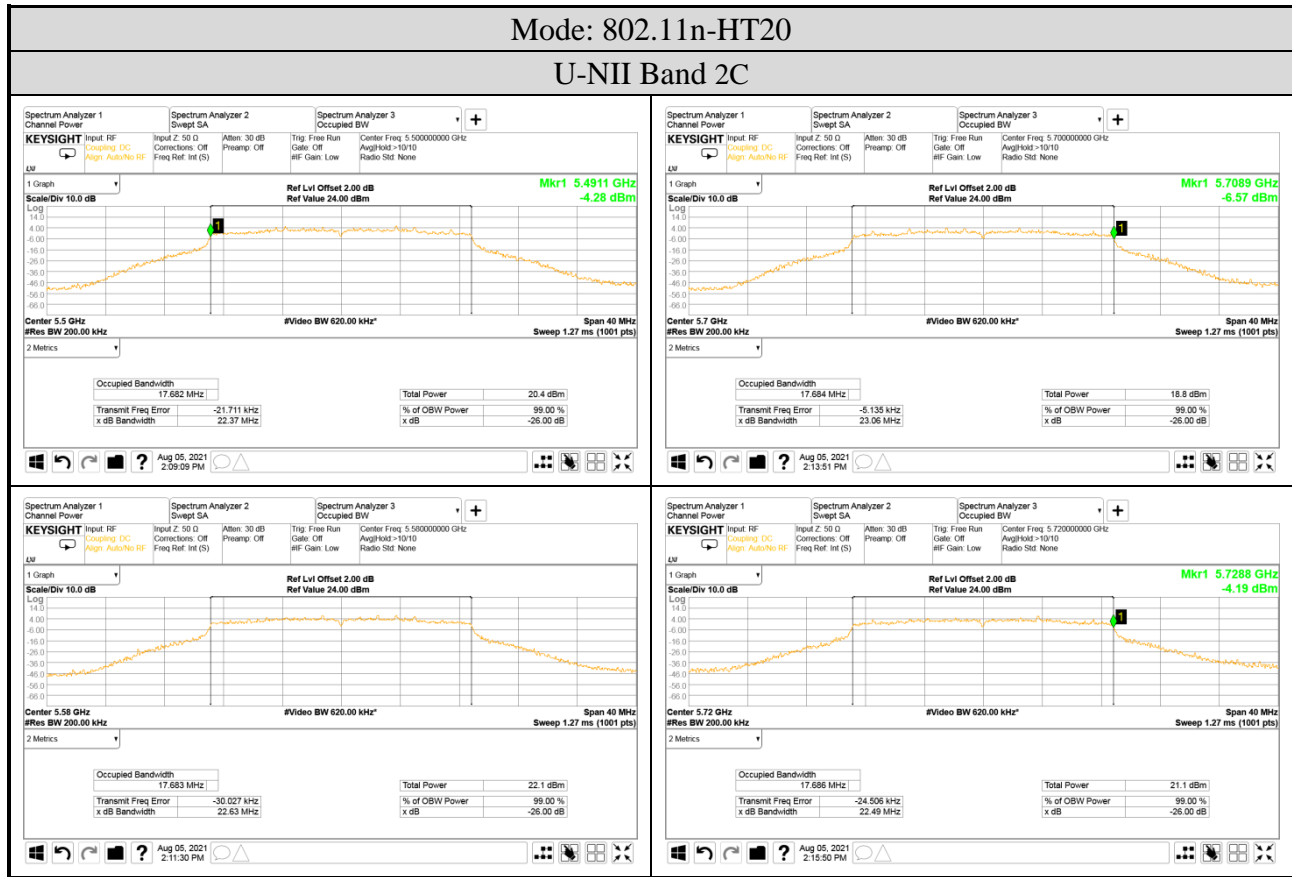 Mode: 802.11n-HT20
U-NII Band 2C
Spectrum Analyzer 1
Channel Power
Spectrum Analyzer 2
Swept SA
Spectrum Analyzer 3
Occupied BW
+
KEYSIGHT
Input: RF
Coupling: DC
Align: Auto/No RF
Input Z: 50 Ω
Corrections: Off
Freq Ref: Int (S)
Atten: 30 dB
Preamp: Off
Trig: Free Run
Gate: Off
#IF Gain: Low
Center Freq: 5.500000000 GHz
Avg|Hold:>10/10
Radio Std: None
LXI
1 Graph
Scale/Div 10.0 dB
Ref Lvl Offset 2.00 dB
Ref Value 24.00 dBm
Mkr1 5.4911 GHz
-4.28 dBm
Log
14.0
4.00
-6.00
-16.0
-26.0
-36.0
-46.0
-56.0
-66.0
1
Center 5.5 GHz
#Res BW 200.00 kHz
#Video BW 620.00 kHz*
Span 40 MHz
Sweep 1.27 ms (1001 pts)
2 Metrics
Occupied Bandwidth
17.682 MHz
Transmit Freq Error -21.711 kHz
x dB Bandwidth 22.37 MHz
Total Power 20.4 dBm
% of OBW Power 99.00 %
x dB -26.00 dB
?
Aug 05, 2021
2:09:09 PM
Spectrum Analyzer 1
Channel Power
Spectrum Analyzer 2
Swept SA
Spectrum Analyzer 3
Occupied BW
+
KEYSIGHT
Input: RF
Coupling: DC
Align: Auto/No RF
Input Z: 50 Ω
Corrections: Off
Freq Ref: Int (S)
Atten: 30 dB
Preamp: Off
Trig: Free Run
Gate: Off
#IF Gain: Low
Center Freq: 5.700000000 GHz
Avg|Hold:>10/10
Radio Std: None
LXI
1 Graph
Scale/Div 10.0 dB
Ref Lvl Offset 2.00 dB
Ref Value 24.00 dBm
Mkr1 5.7089 GHz
-6.57 dBm
Log
14.0
4.00
-6.00
-16.0
-26.0
-36.0
-46.0
-56.0
-66.0
1
Center 5.7 GHz
#Res BW 200.00 kHz
#Video BW 620.00 kHz*
Span 40 MHz
Sweep 1.27 ms (1001 pts)
2 Metrics
Occupied Bandwidth
17.684 MHz
Transmit Freq Error -5.135 kHz
x dB Bandwidth 23.06 MHz
Total Power 18.8 dBm
% of OBW Power 99.00 %
x dB -26.00 dB
?
Aug 05, 2021
2:13:51 PM
Spectrum Analyzer 1
Channel Power
Spectrum Analyzer 2
Swept SA
Spectrum Analyzer 3
Occupied BW
+
KEYSIGHT
Input: RF
Coupling: DC
Align: Auto/No RF
Input Z: 50 Ω
Corrections: Off
Freq Ref: Int (S)
Atten: 30 dB
Preamp: Off
Trig: Free Run
Gate: Off
#IF Gain: Low
Center Freq: 5.580000000 GHz
Avg|Hold:>10/10
Radio Std: None
LXI
1 Graph
Scale/Div 10.0 dB
Ref Lvl Offset 2.00 dB
Ref Value 24.00 dBm
Log
14.0
4.00
-6.00
-16.0
-26.0
-36.0
-46.0
-56.0
-66.0
Center 5.58 GHz
#Res BW 200.00 kHz
#Video BW 620.00 kHz*
Span 40 MHz
Sweep 1.27 ms (1001 pts)
2 Metrics
Occupied Bandwidth
17.683 MHz
Transmit Freq Error -30.027 kHz
x dB Bandwidth 22.63 MHz
Total Power 22.1 dBm
% of OBW Power 99.00 %
x dB -26.00 dB
?
Aug 05, 2021
2:11:30 PM
Spectrum Analyzer 1
Channel Power
Spectrum Analyzer 2
Swept SA
Spectrum Analyzer 3
Occupied BW
+
KEYSIGHT
Input: RF
Coupling: DC
Align: Auto/No RF
Input Z: 50 Ω
Corrections: Off
Freq Ref: Int (S)
Atten: 30 dB
Preamp: Off
Trig: Free Run
Gate: Off
#IF Gain: Low
Center Freq: 5.720000000 GHz
Avg|Hold:>10/10
Radio Std: None
LXI
1 Graph
Scale/Div 10.0 dB
Ref Lvl Offset 2.00 dB
Ref Value 24.00 dBm
Mkr1 5.7288 GHz
-4.19 dBm
Log
14.0
4.00
-6.00
-16.0
-26.0
-36.0
-46.0
-56.0
-66.0
1
Center 5.72 GHz
#Res BW 200.00 kHz
#Video BW 620.00 kHz*
Span 40 MHz
Sweep 1.27 ms (1001 pts)
2 Metrics
Occupied Bandwidth
17.686 MHz
Transmit Freq Error -24.506 kHz
x dB Bandwidth 22.49 MHz
Total Power 21.1 dBm
% of OBW Power 99.00 %
x dB -26.00 dB
?
Aug 05, 2021
2:15:50 PM